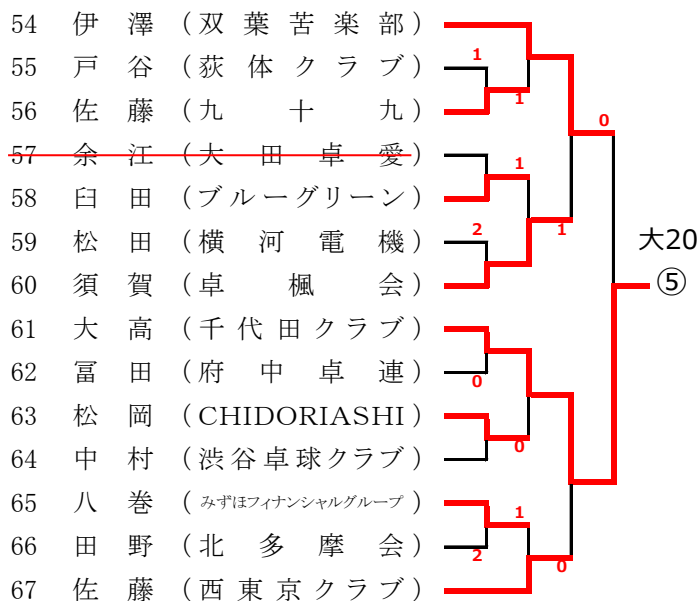 54 伊澤 (双葉苦楽部)
55 戸谷 (荻体クラブ)
1
56 佐藤 (九十九)
1
0
57 余江 (大田卓愛)
1
58 臼田 (ブルーグリーン)
59 松田 (横河電機)
2
1
大20
60 須賀 (卓楓会)
⑤
61 大高 (千代田クラブ)
62 冨田 (府中卓連)
0
63 松岡 (CHIDORIASHI)
0
64 中村 (渋谷卓球クラブ)
65 八巻 (みずほフィナンシャルグループ)
1
66 田野 (北多摩会)
2
0
67 佐藤 (西東京クラブ)